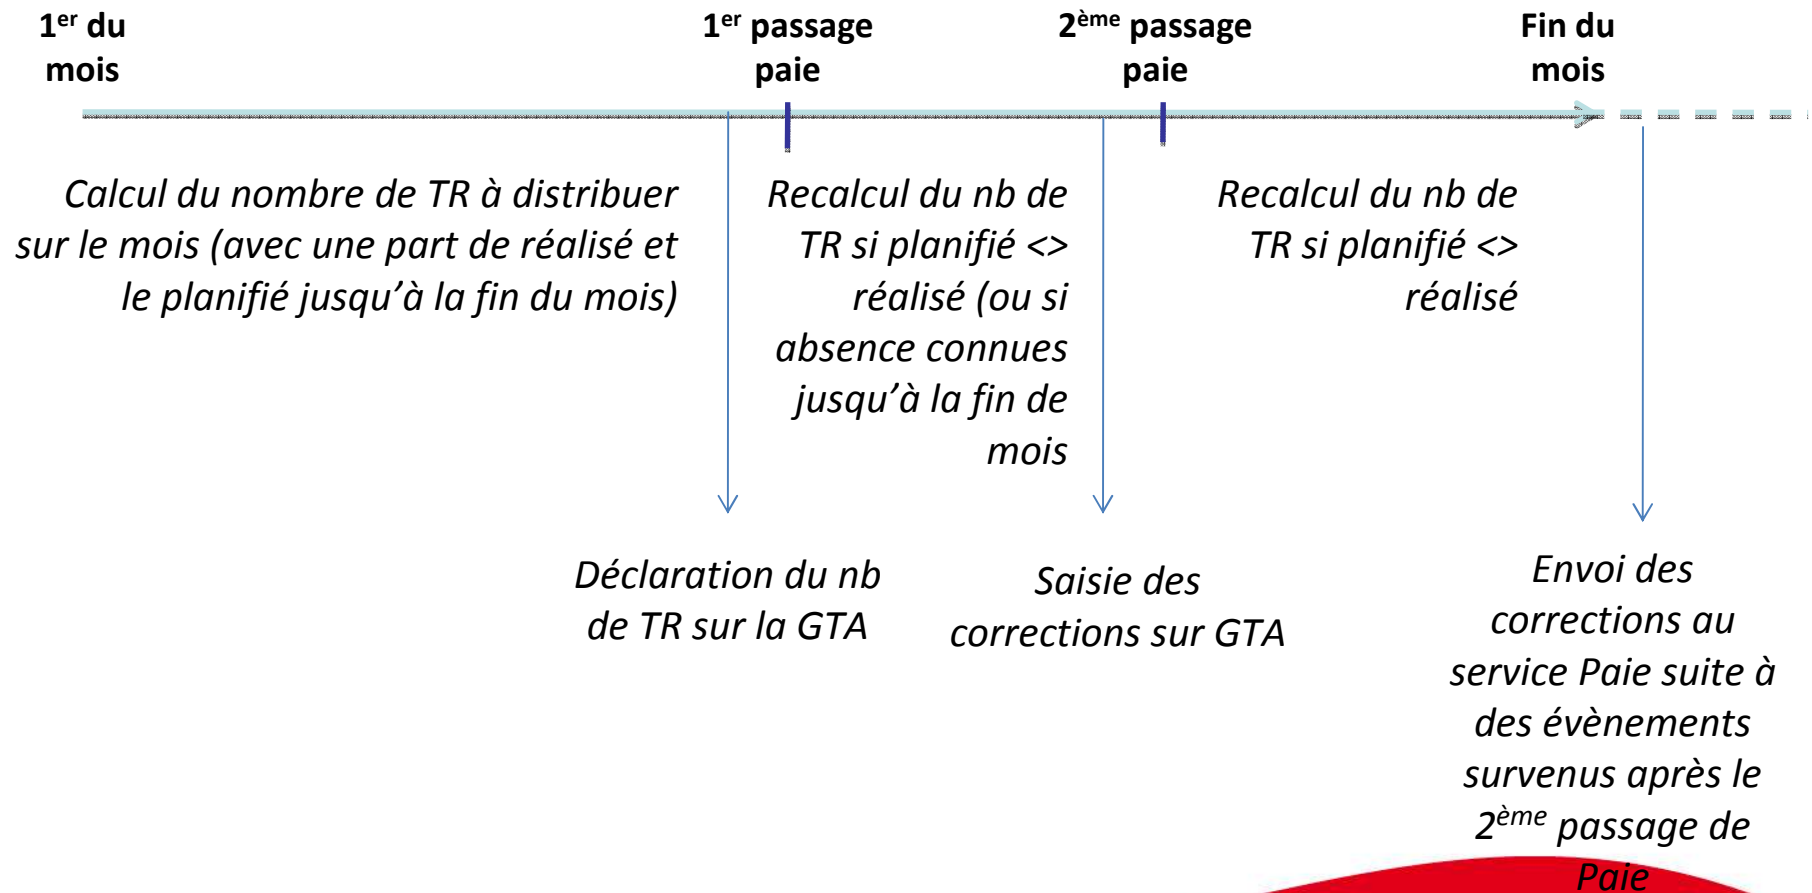 1er du
mois
1er passage
paie
2ème passage
paie
Fin du
mois
Calcul du nombre de TR à distribuer
sur le mois (avec une part de réalisé et
le planifié jusqu’à la fin du mois)
Recalcul du nb de
TR si planifié <>
réalisé (ou si
absence connues
jusqu’à la fin de
mois
Recalcul du nb de
TR si planifié <>
réalisé
Déclaration du nb
de TR sur la GTA
Saisie des
corrections sur GTA
Envoi des
corrections au
service Paie suite à
des évènements
survenus après le
2ème passage de
Paie